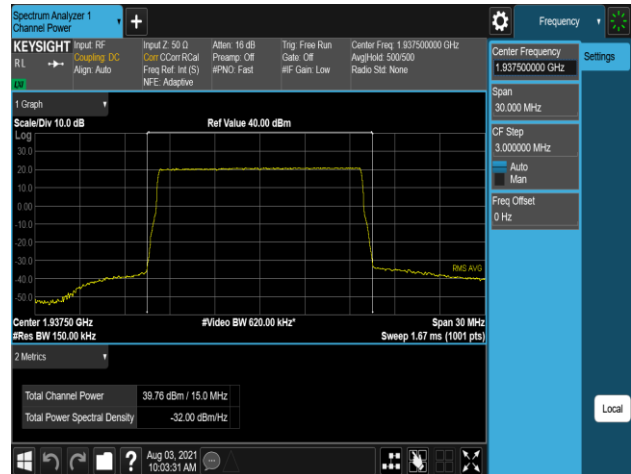 Spectrum Analyzer 1
Channel Power
Frequency
KEYSIGHT
RL
LW
Input: RF
Coupling: DC
Align: Auto
Input Z: 50 Ω
Corr CCorr RCal
Freq Ref: Int (S)
NFE: Adaptive
Atten: 16 dB
Preamp: Off
#PNO: Fast
Trig: Free Run
Gate: Off
#IF Gain: Low
Center Freq: 1.937500000 GHz
Avg|Hold: 500/500
Radio Std: None
Center Frequency
1.937500000 GHz
Settings
Span
30.000 MHz
CF Step
3.000000 MHz
Auto
Man
Freq Offset
0 Hz
1 Graph
Scale/Div 10.0 dB
Ref Value 40.00 dBm
Log
30.0
20.0
10.0
0.00
-10.0
-20.0
-30.0
-40.0
-50.0
RMS AVG
Center 1.93750 GHz
#Video BW 620.00 kHz*
Span 30 MHz
#Res BW 150.00 kHz
Sweep 1.67 ms (1001 pts)
2 Metrics
Total Channel Power 39.76 dBm / 15.0 MHz
Total Power Spectral Density -32.00 dBm/Hz
Local
?
Aug 03, 2021
10:03:31 AM